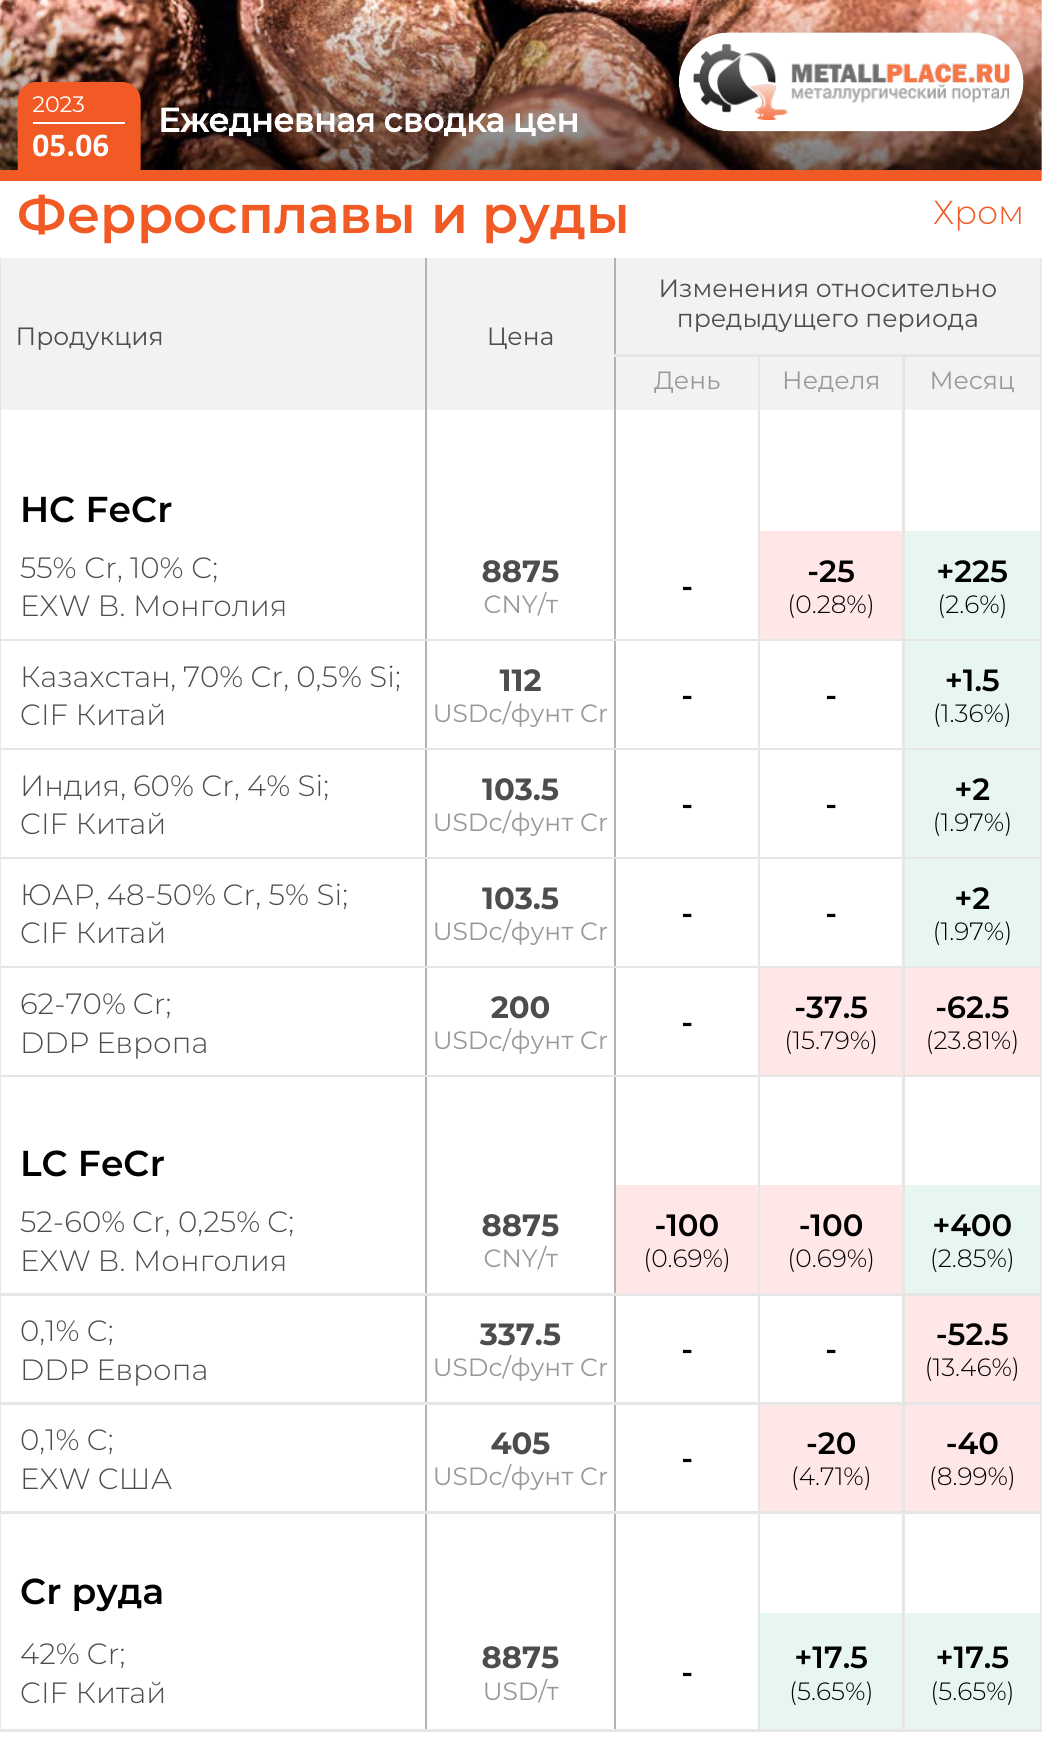 METALLPLACE.RU
металлургический портал
2023
05.06
Ежедневная сводка цен
Ферросплавы и руды
Хром
Продукция
Цена
Изменения относительно
предыдущего периода
День Неделя Месяц
HC FeCr
55% Cr, 10% C;
EXW В. Монголия
8875
CNY/т
-
-25
(0.28%)
+225
(2.6%)
Казахстан, 70% Cr, 0,5% Si;
CIF Китай
112
USDc/фунт Cr
-
-
+1.5
(1.36%)
Индия, 60% Cr, 4% Si;
CIF Китай
103.5
USDc/фунт Cr
-
-
+2
(1.97%)
ЮАР, 48-50% Cr, 5% Si;
CIF Китай
103.5
USDc/фунт Cr
-
-
+2
(1.97%)
62-70% Cr;
DDP Европа
200
USDc/фунт Cr
-
-37.5
(15.79%)
-62.5
(23.81%)
LC FeCr
52-60% Cr, 0,25% C;
EXW В. Монголия
8875
CNY/т
-100
(0.69%)
-100
(0.69%)
+400
(2.85%)
0,1% C;
DDP Европа
337.5
USDc/фунт Cr
-
-
-52.5
(13.46%)
0,1% C;
EXW США
405
USDc/фунт Cr
-
-20
(4.71%)
-40
(8.99%)
Cr руда
42% Cr;
CIF Китай
8875
USD/т
-
+17.5
(5.65%)
+17.5
(5.65%)